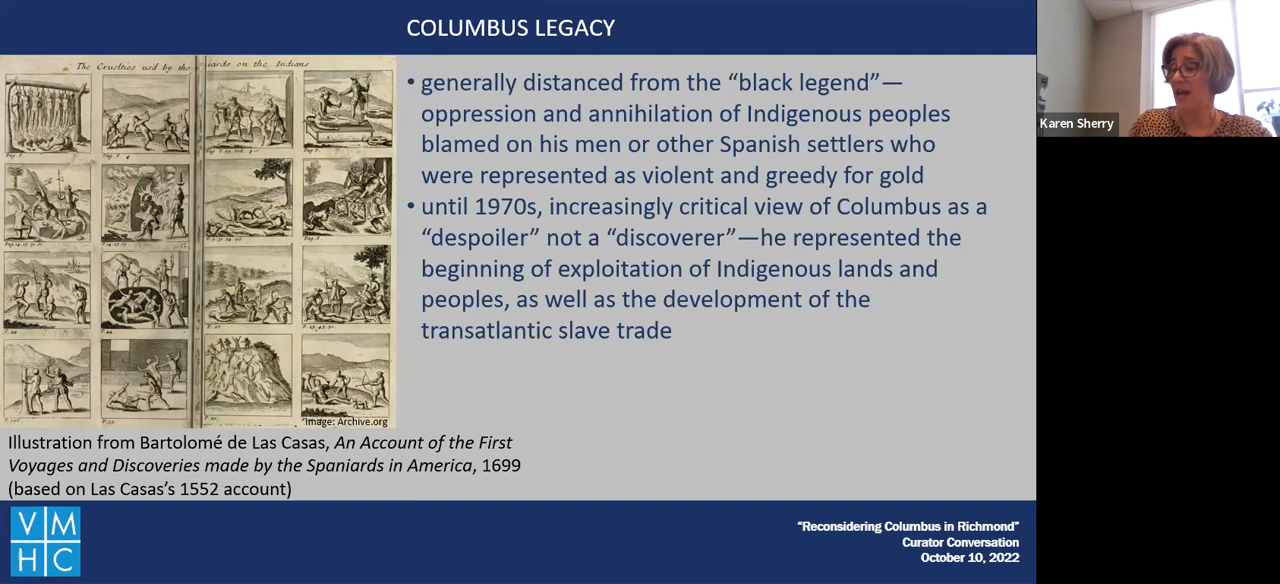 COLUMBUS LEGACY
The Cruelties us'd by the
iards on the Indians
• generally distanced from the “black legend”—
oppression and annihilation of Indigenous peoples
blamed on his men or other Spanish settlers who
were represented as violent and greedy for gold
• until 1970s, increasingly critical view of Columbus as a
“despoiler” not a “discoverer”—he represented the
beginning of exploitation of Indigenous lands and
peoples, as well as the development of the
transatlantic slave trade
Image: Archive.org
Illustration from Bartolomé de Las Casas, An Account of the First
Voyages and Discoveries made by the Spaniards in America, 1699
(based on Las Casas’s 1552 account)
V M
H C
“Reconsidering Columbus in Richmond”
Curator Conversation
October 10, 2022
Karen Sherry